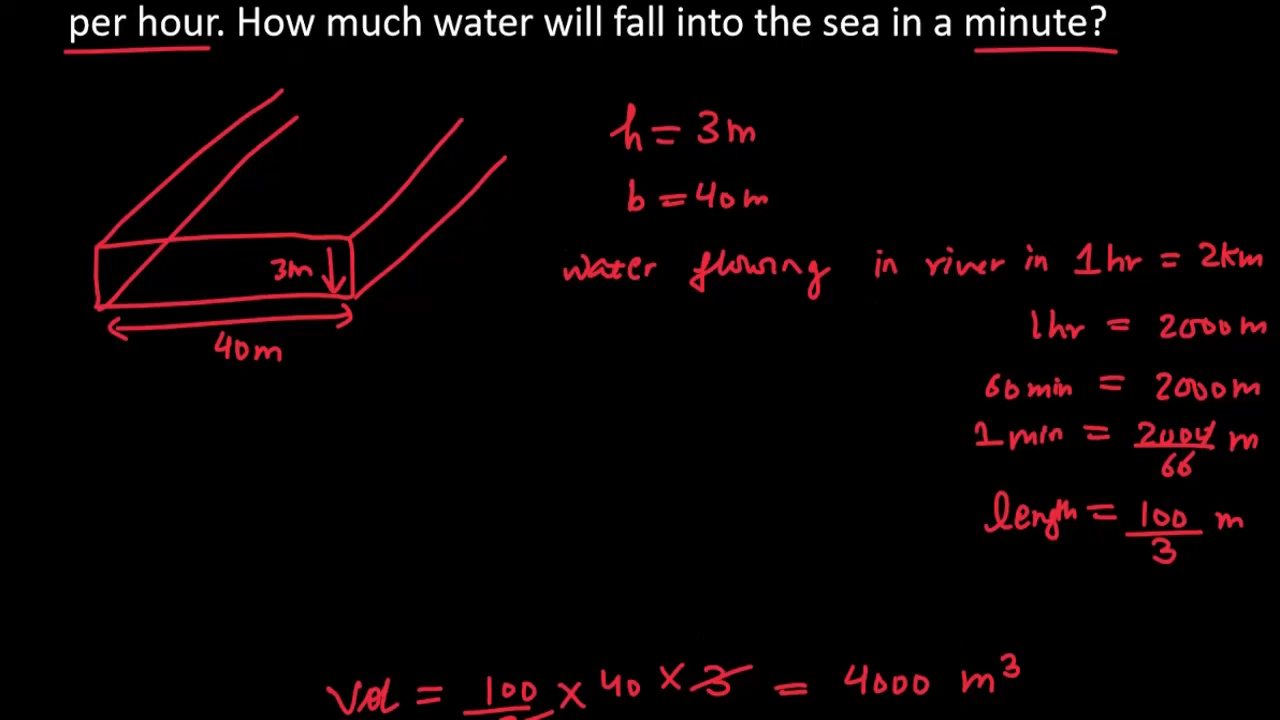 per hour. How much water will fall into the sea in a minute?
h = 3m
b = 40m
3m
40m
water flowing in river in 1hr = 2km
1hr = 2000m
60min = 2000m
1min = 2000/60 m
length = 100/3 m
Vol = 100/3 × 40 × 3 = 4000 m³